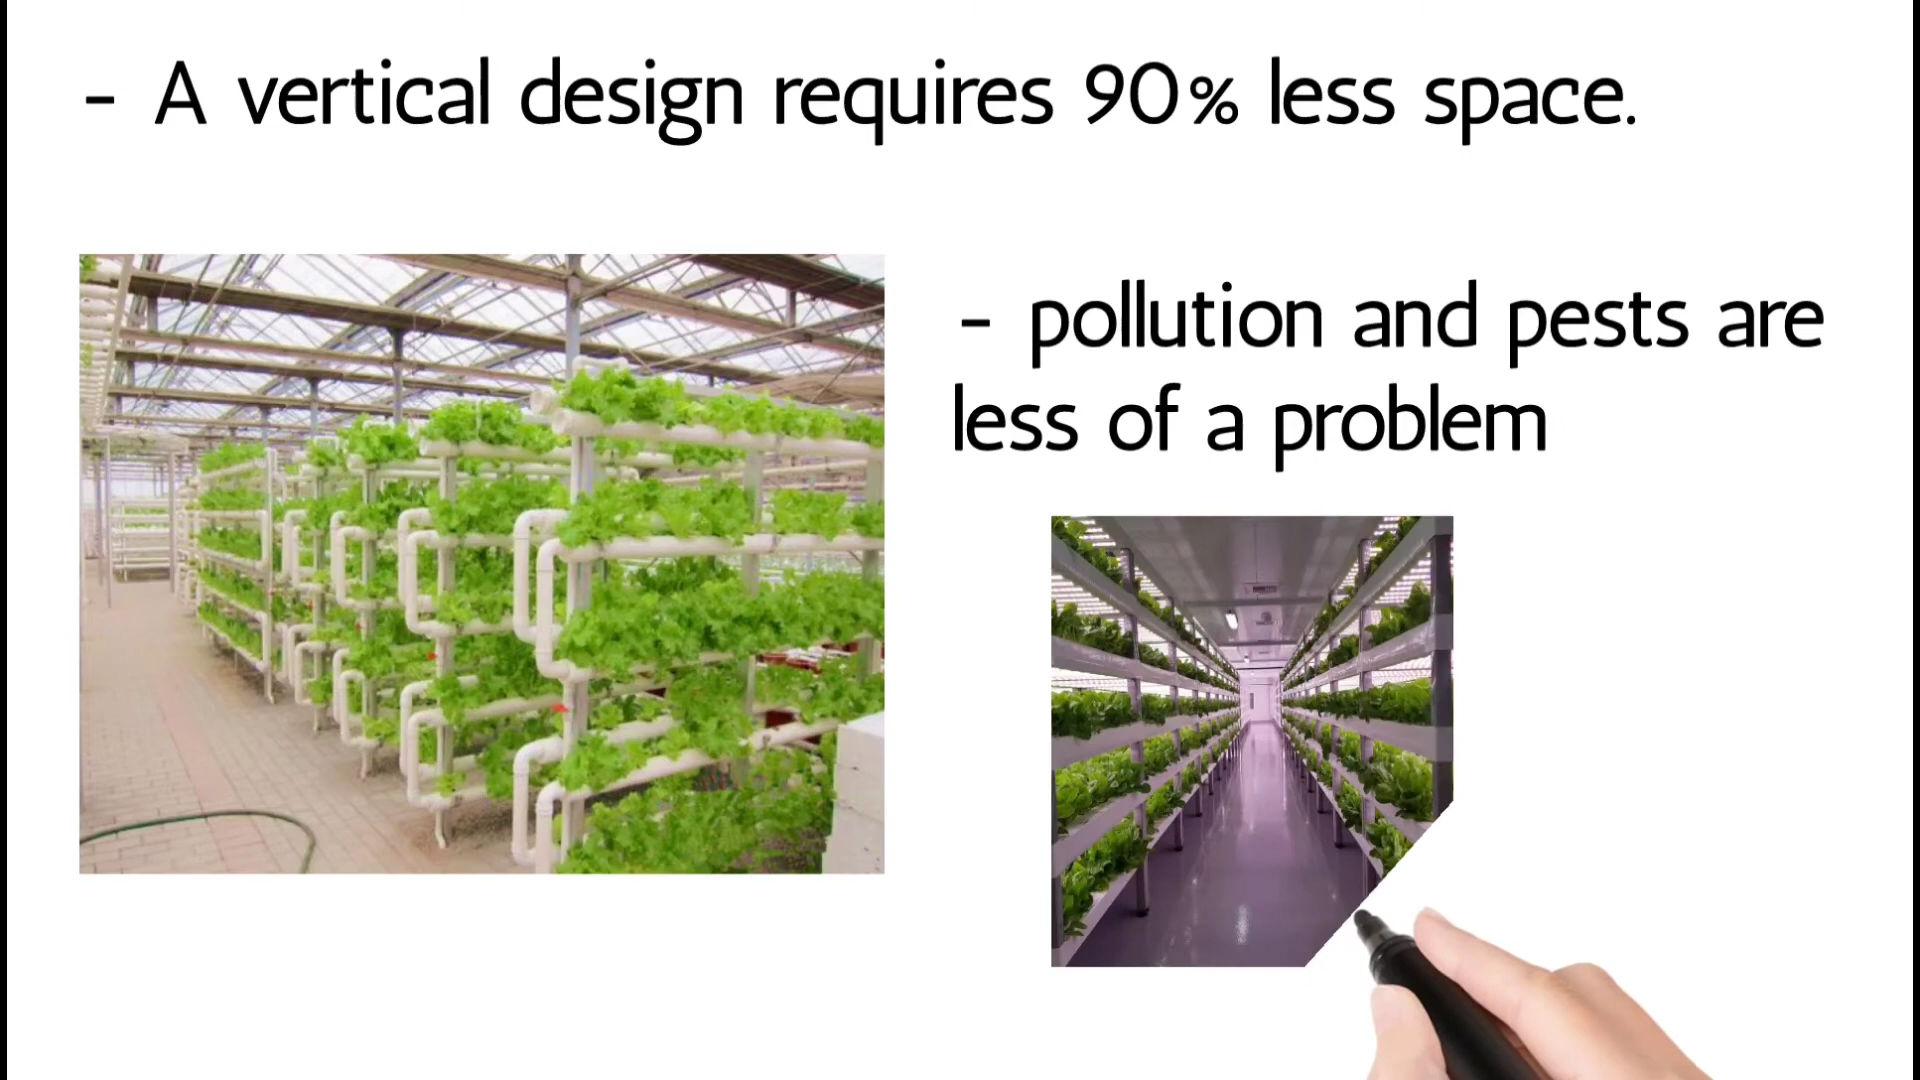 - A vertical design requires 90% less space.
- pollution and pests are
less of a problem